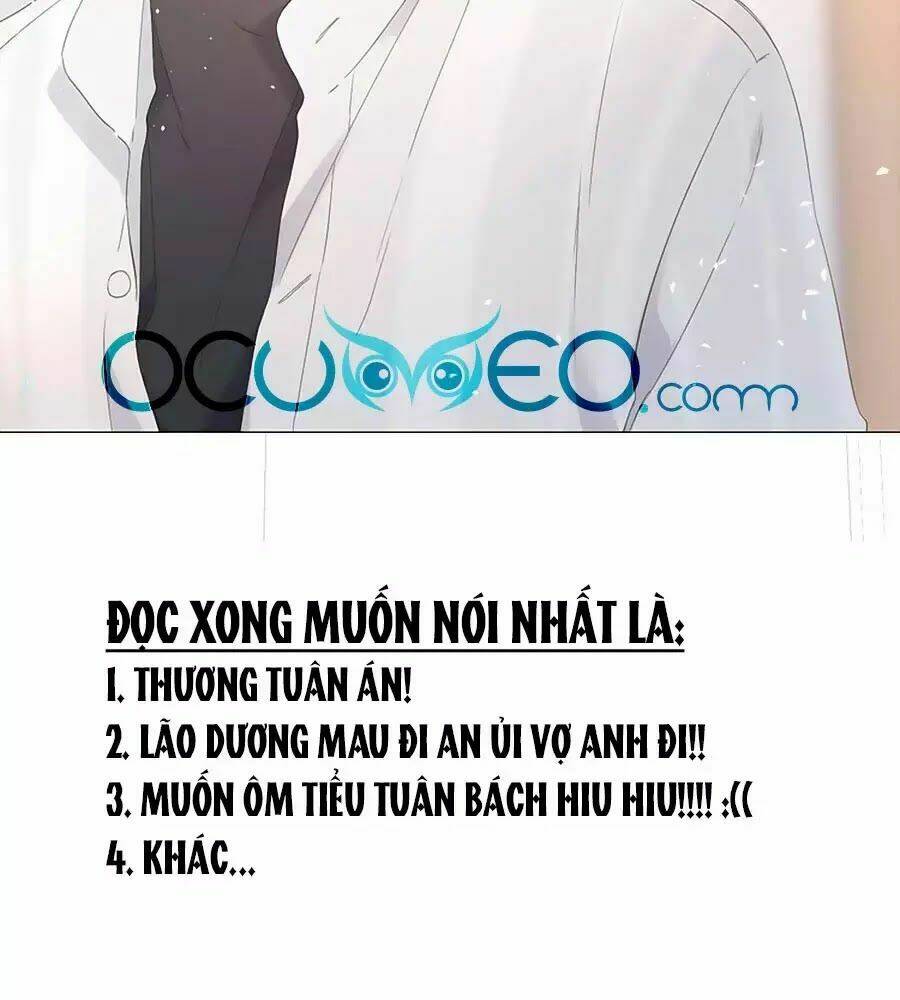 OCUMEO.com
ĐỌC XONG MUỐN NÓI NHẤT LÀ:
1. THƯƠNG TUÂN ÁN!
2. LÃO DƯƠNG MAU ĐI AN ỦI VỢ ANH ĐI!!
3. MUỐN ÔM TIỂU TUÂN BÁCH HIU HIU!!!! :((
4. KHÁC...